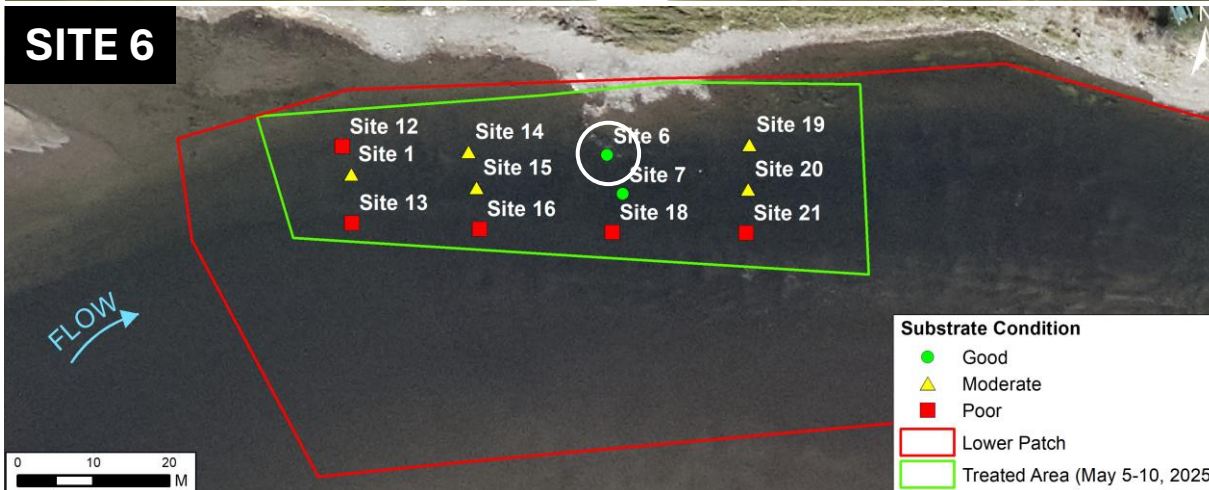 SITE 6
N
Site 12
Site 14
Site 6
Site 19
Site 1
Site 15
Site 7
Site 20
Site 13
Site 16
Site 18
Site 21
FLOW
Substrate Condition
Good
Moderate
Poor
Lower Patch
Treated Area (May 5-10, 2025
0 10 20
M